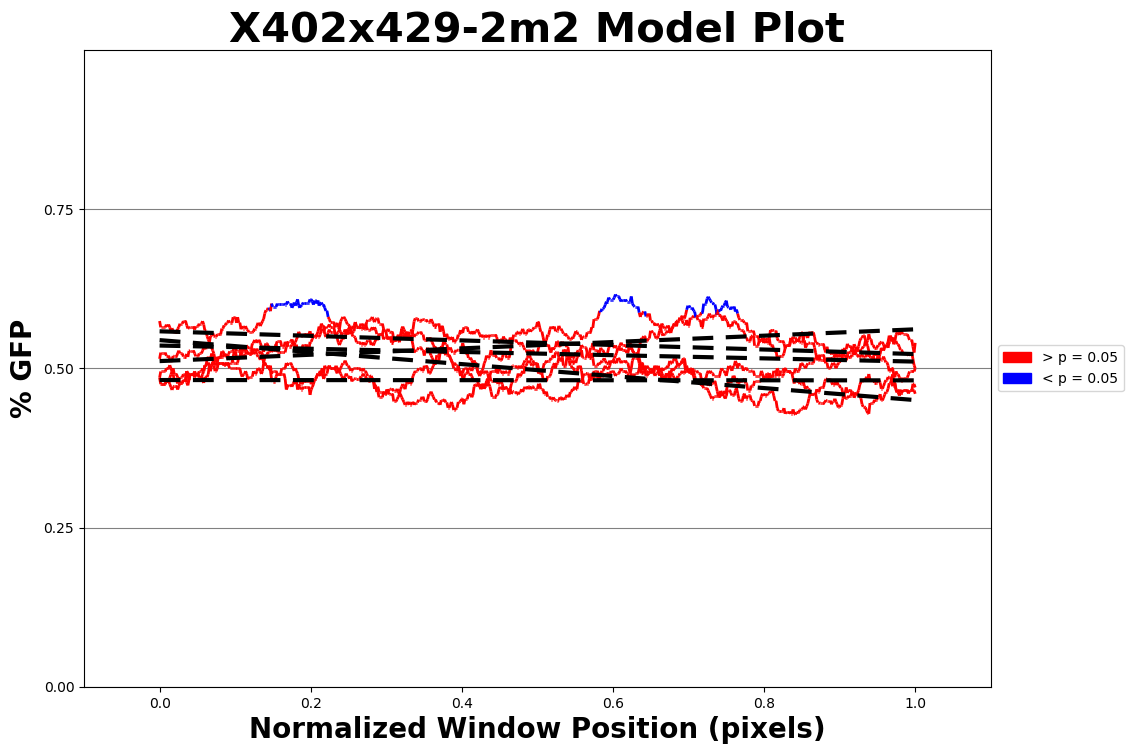 X402x429-2m2 Model Plot
% GFP
0.75
0.50
0.25
0.00
0.0 0.2 0.4 0.6 0.8 1.0
Normalized Window Position (pixels)
> p = 0.05
< p = 0.05